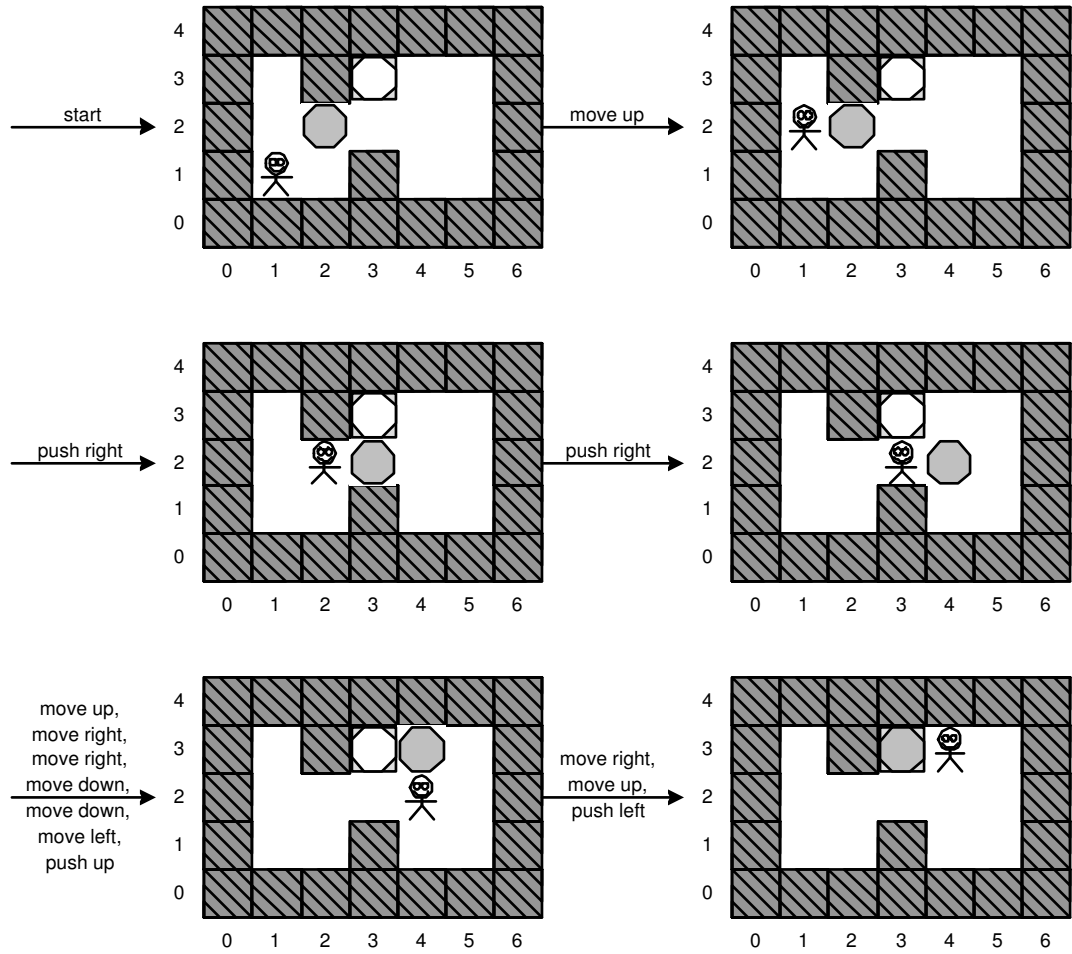 4
3
start
2
1
0
0 1 2 3 4 5 6
4
3
move up
2
1
0
0 1 2 3 4 5 6
4
3
push right
2
1
0
0 1 2 3 4 5 6
4
3
push right
2
1
0
0 1 2 3 4 5 6
move up,
move right,
move right,
move down,
move down,
move left,
push up
4
3
2
1
0
0 1 2 3 4 5 6
move right,
move up,
push left
4
3
2
1
0
0 1 2 3 4 5 6